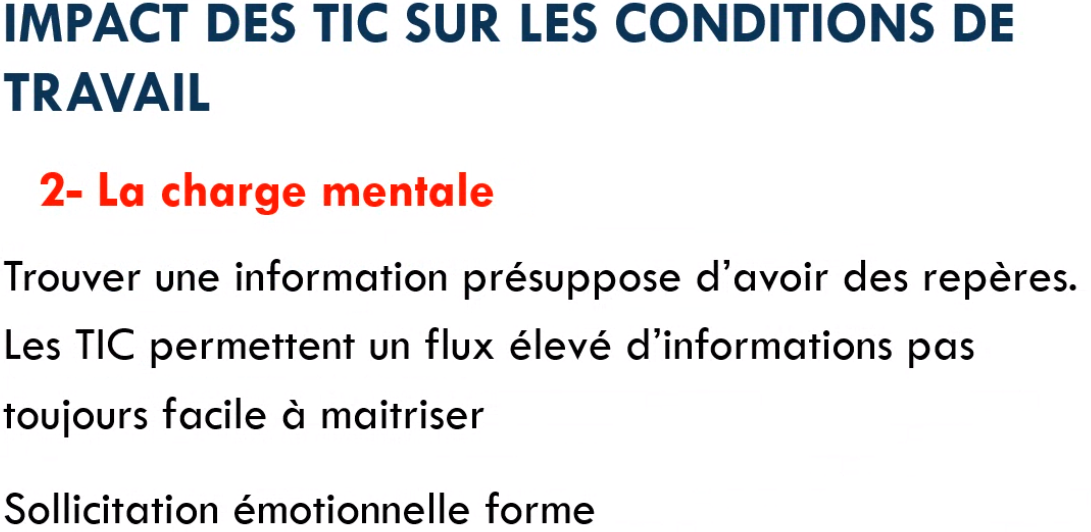 IMPACT DES TIC SUR LES CONDITIONS DE
TRAVAIL
2- La charge mentale
Trouver une information présuppose d’avoir des repères.
Les TIC permettent un flux élevé d’informations pas
toujours facile à maitriser
Sollicitation émotionnelle forme